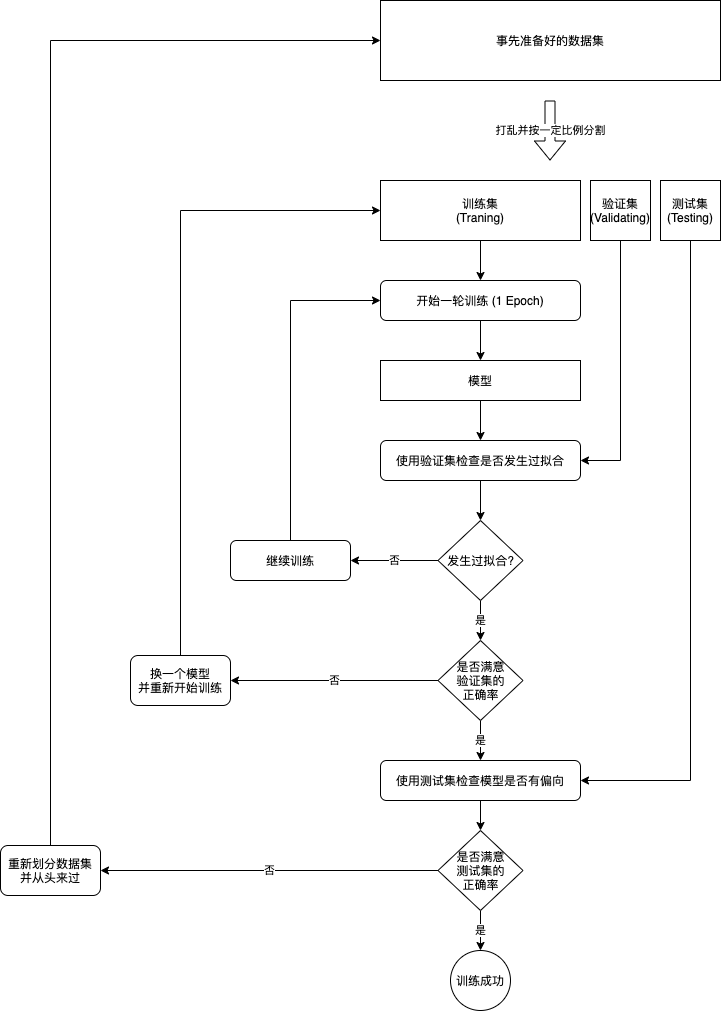 事先准备好的数据集
打乱并按一定比例分割
训练集
(Traning)
验证集
(Validating)
测试集
(Testing)
开始一轮训练 (1 Epoch)
模型
使用验证集检查是否发生过拟合
发生过拟合?
否
继续训练
是
是否满意
验证集的
正确率
否
换一个模型
并重新开始训练
是
使用测试集检查模型是否有偏向
是否满意
测试集的
正确率
否
重新划分数据集
并从头来过
是
训练成功